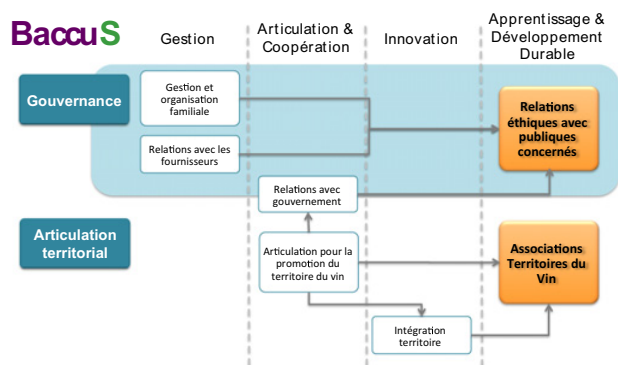 BaccuS
Gestion
Articulation &
Coopération
Innovation
Apprentissage &
Développement
Durable
Gouvernance
Gestion et
organisation
familiale
Relations avec les
fournisseurs
Relations
éthiques avec
publiques
concernés
Relations avec
gouvernement
Articulation
territorial
Articulation pour la
promotion du
territoire du vin
Associations
Territoires du
Vin
Intégration
territoire